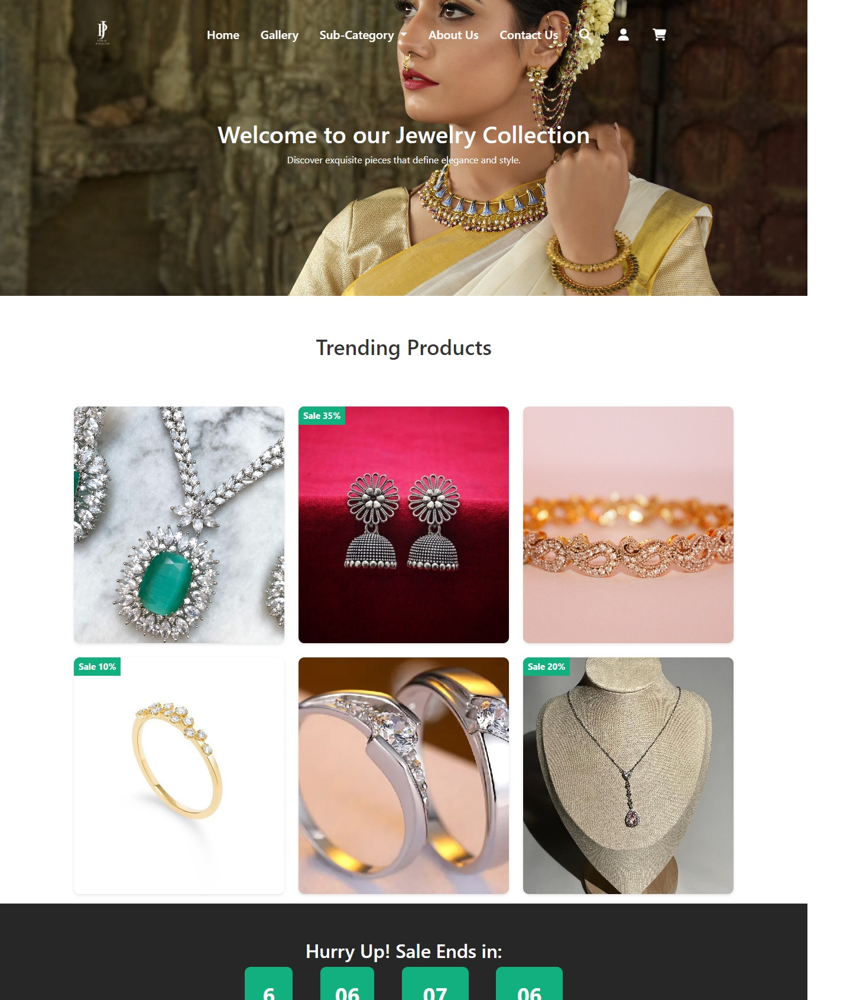 Home Gallery Sub-Category About Us Contact Us
Welcome to our Jewelry Collection
Discover exquisite pieces that define elegance and style.
Trending Products
Sale 35%
Sale 10%
Sale 20%
Hurry Up! Sale Ends in:
6 06 07 06